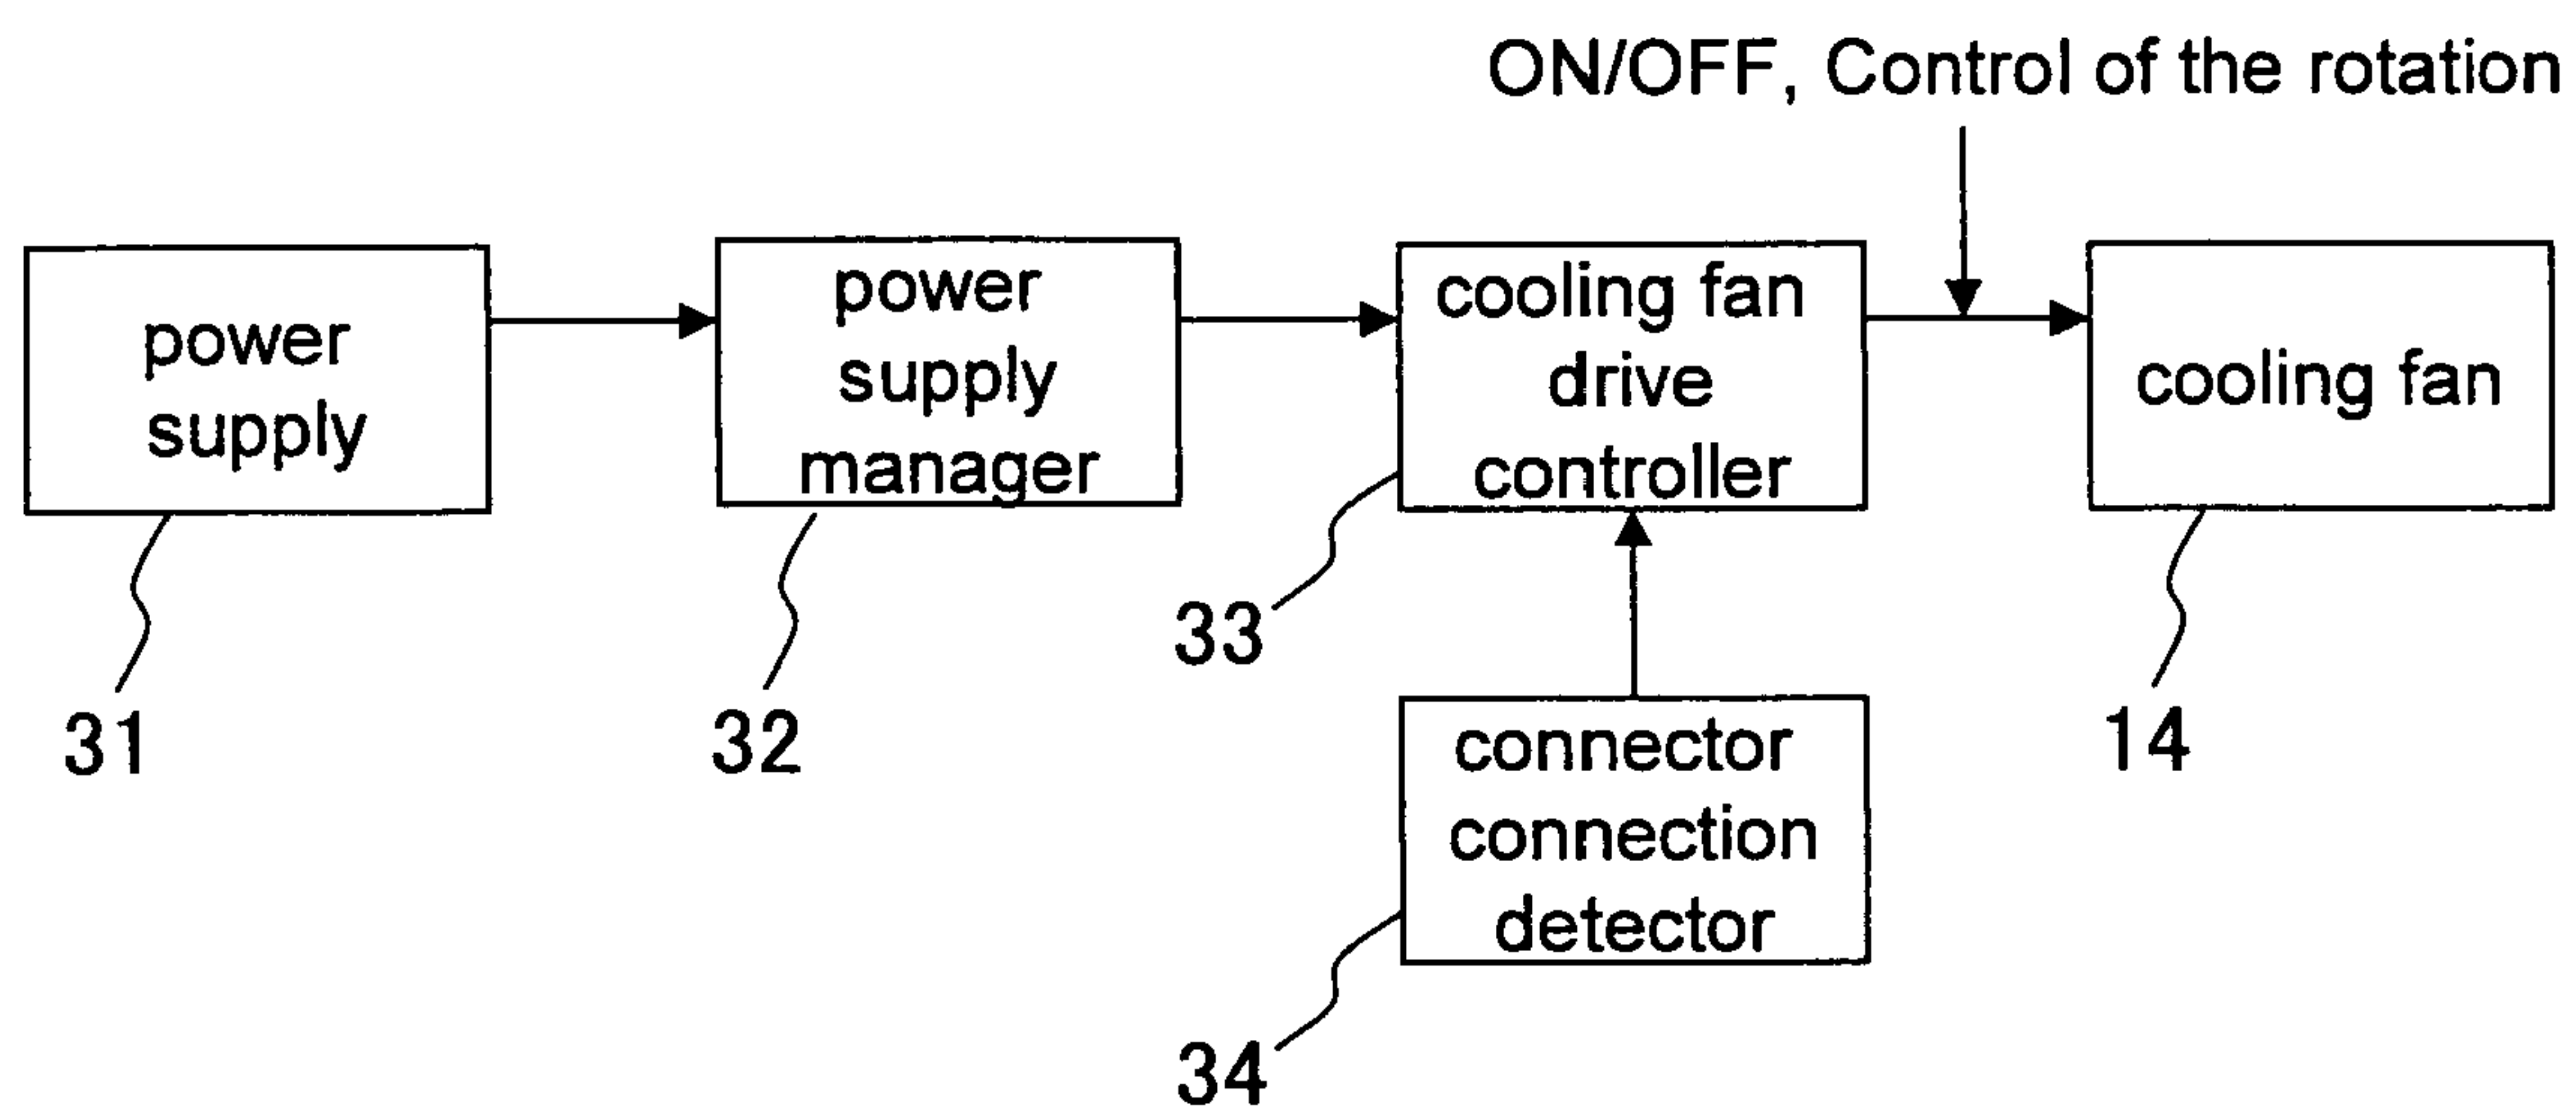 ON/OFF, Control of the rotation
power
supply
power
supply
manager
cooling fan
drive
controller
cooling fan
31
32
33
14
connector
connection
detector
34